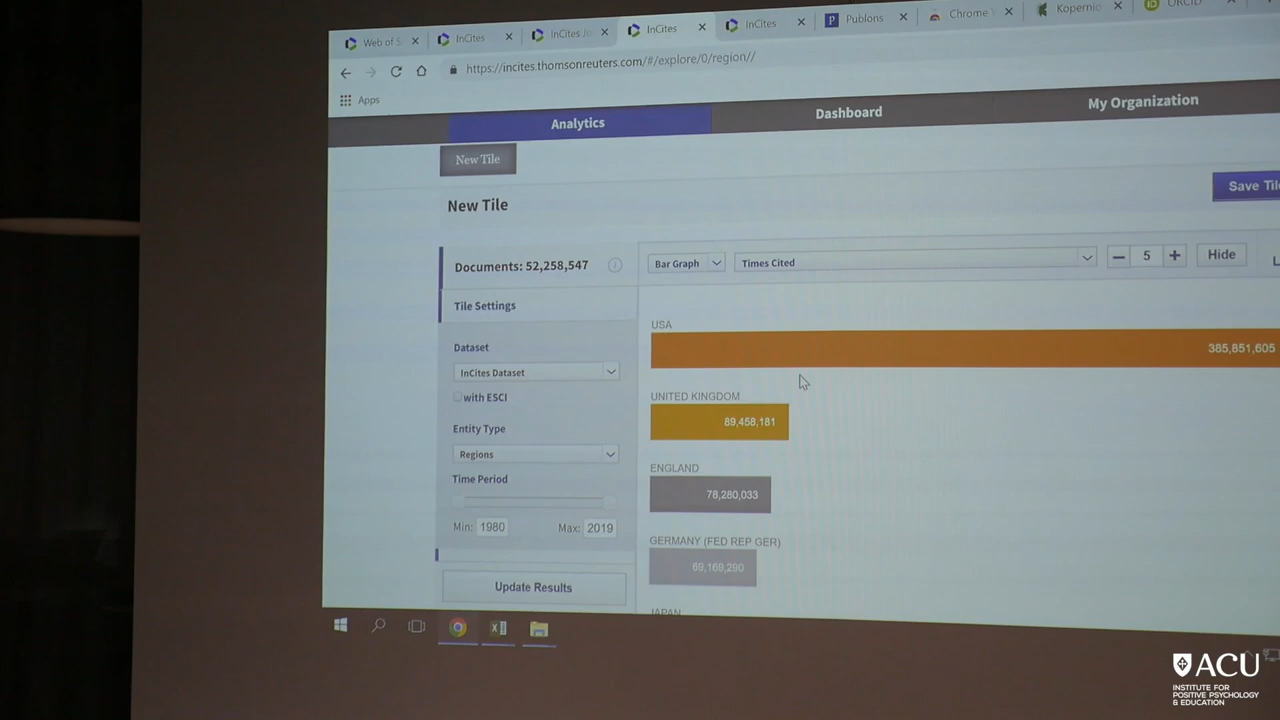 Web of S
InCites
InCites Jo
InCites
InCites
Publons
Chrome
Kopernio
ORCID
https://incites.thomsonreuters.com/#/explore/0/region//
Apps
Analytics
Dashboard
My Organization
New Tile
New Tile
Save Til
Documents: 52,258,547
Bar Graph
Times Cited
5
Hide
Tile Settings
USA
385,851,605
Dataset
InCites Dataset
with ESCI
UNITED KINGDOM
89,458,181
Entity Type
Regions
ENGLAND
78,280,033
Time Period
Min: 1980
Max: 2019
GERMANY (FED REP GER)
69,169,290
Update Results
JAPAN
ACU
INSTITUTE FOR
POSITIVE PSYCHOLOGY
& EDUCATION